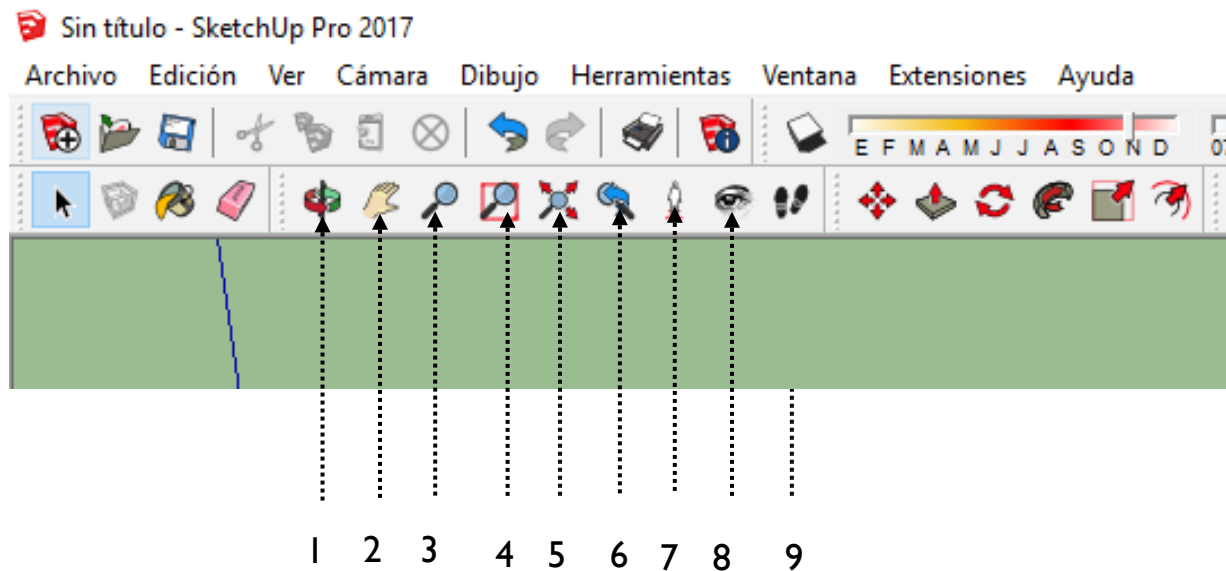 Sin título - SketchUp Pro 2017
Archivo Edición Ver Cámara Dibujo Herramientas Ventana Extensiones Ayuda
E F M A M J J A S O N D 07
1 2 3 4 5 6 7 8 9